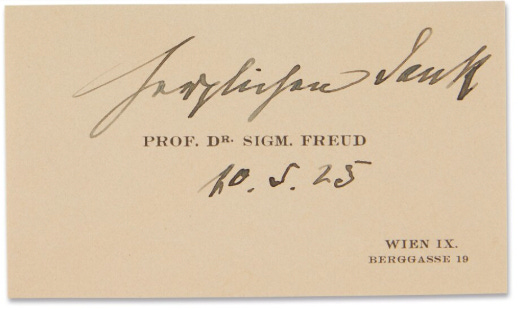 Herzlichen Dank
PROF. DR. SIGM. FREUD
10. 5. 25
WIEN IX.
BERGGASSE 19